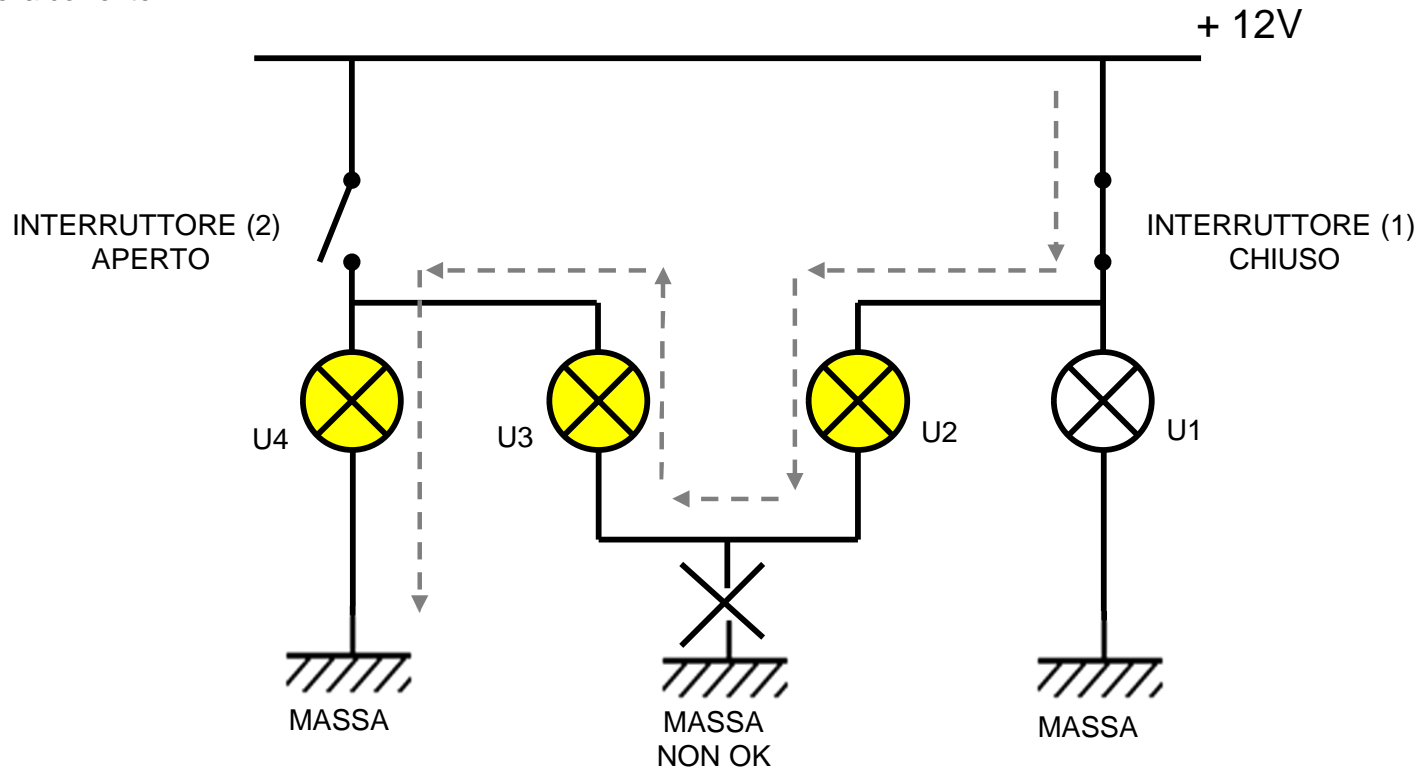 + 12V
INTERRUTTORE (2)
APERTO
INTERRUTTORE (1)
CHIUSO
U4
U3
U2
U1
MASSA
MASSA
NON OK
MASSA